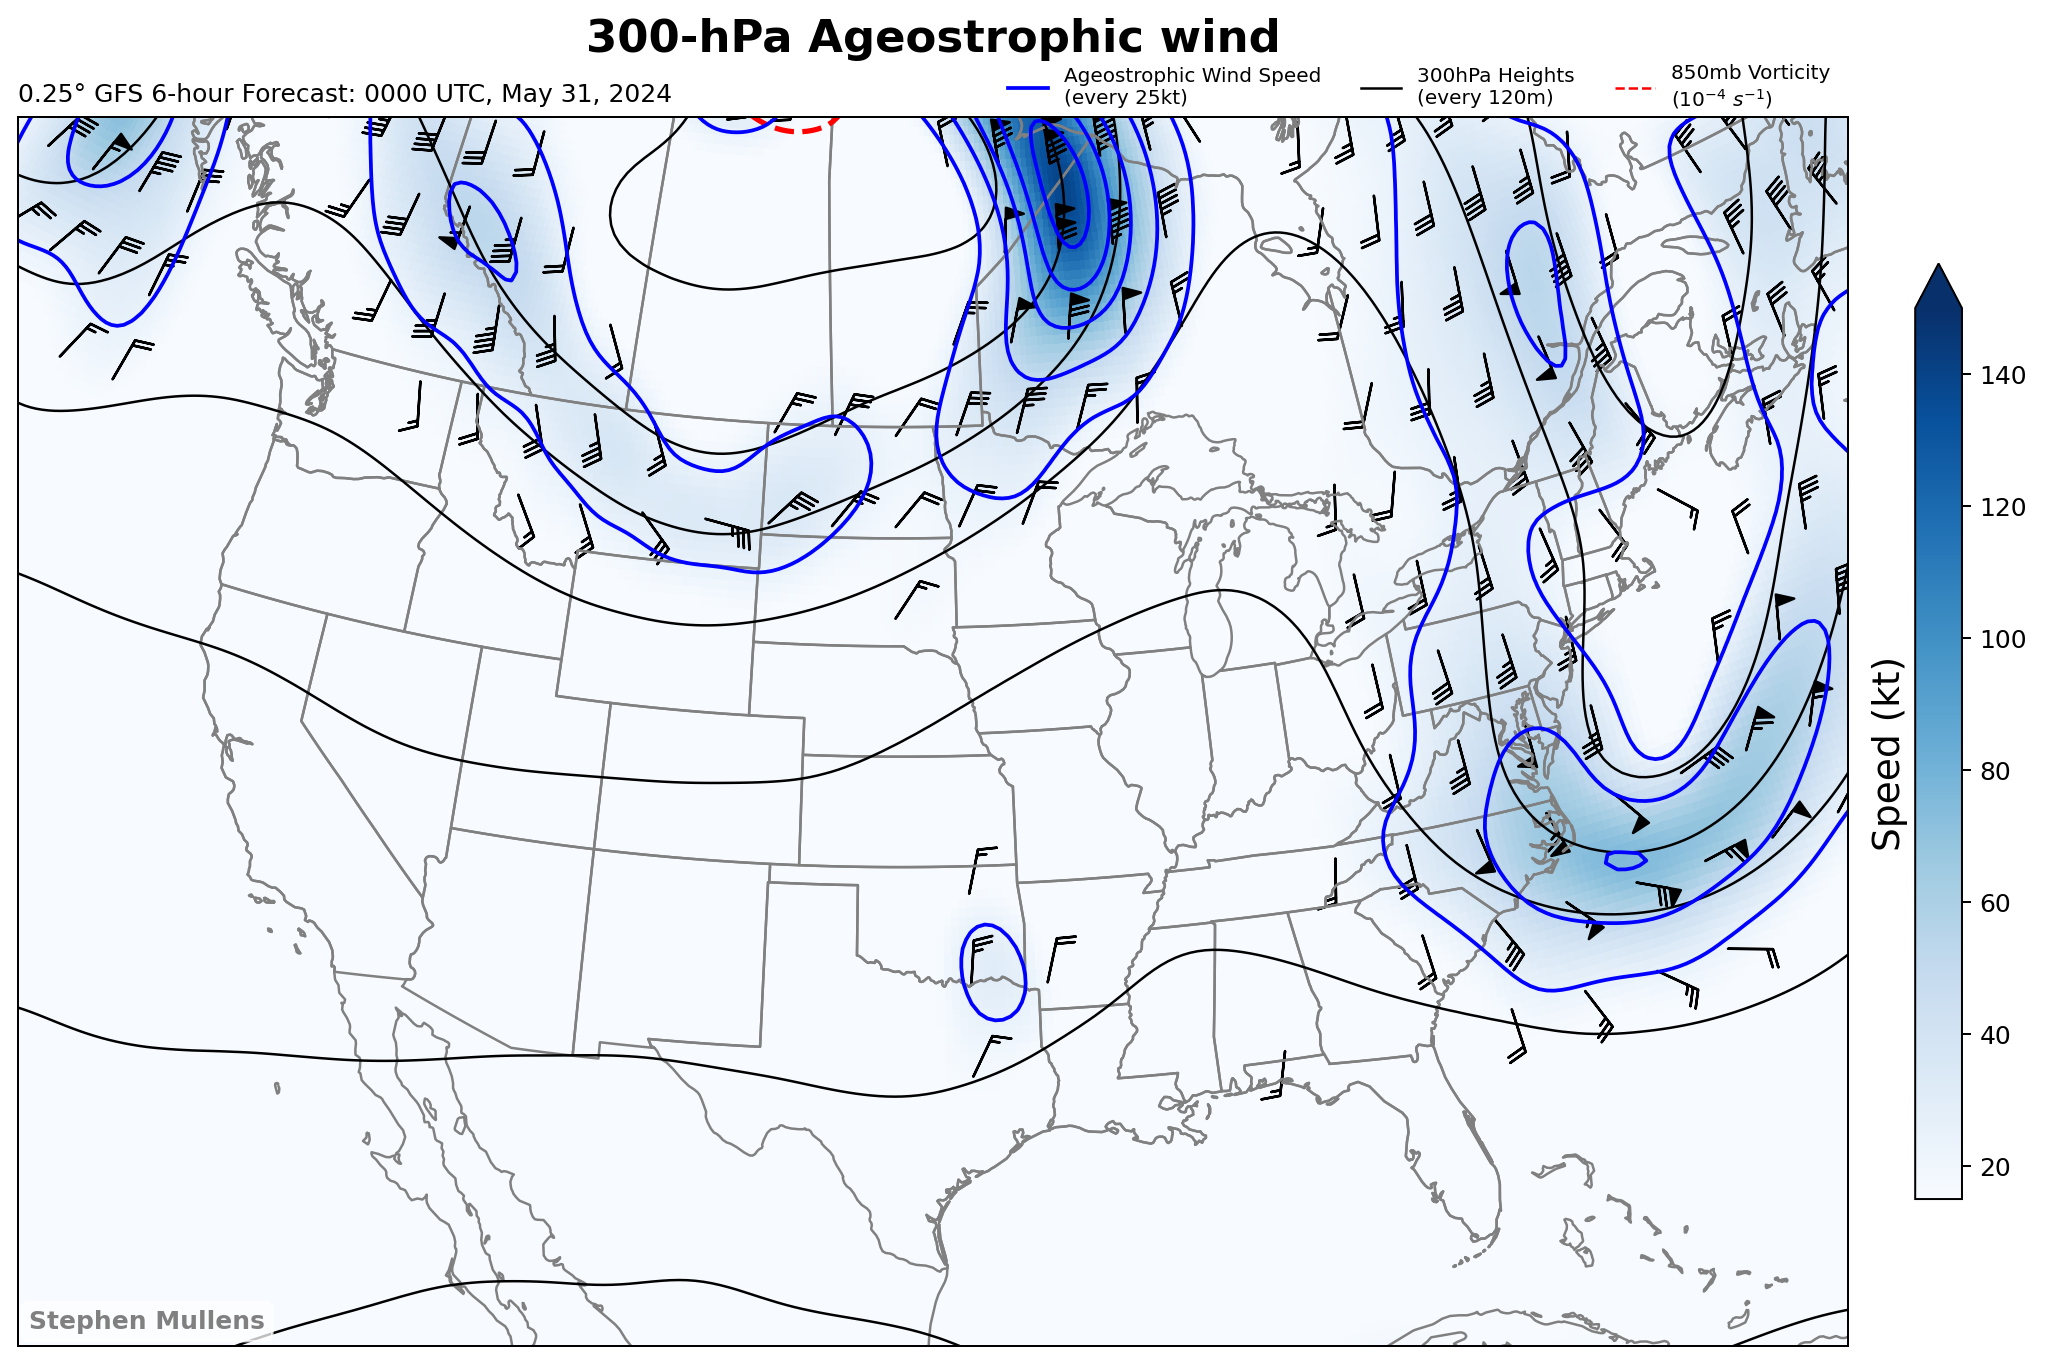 300-hPa Ageostrophic wind
0.25° GFS 6-hour Forecast: 0000 UTC, May 31, 2024
Ageostrophic Wind Speed
(every 25kt)
300hPa Heights
(every 120m)
850mb Vorticity
(10⁻⁴ s⁻¹)
140
120
100
80
60
40
20
Speed (kt)
Stephen Mullens